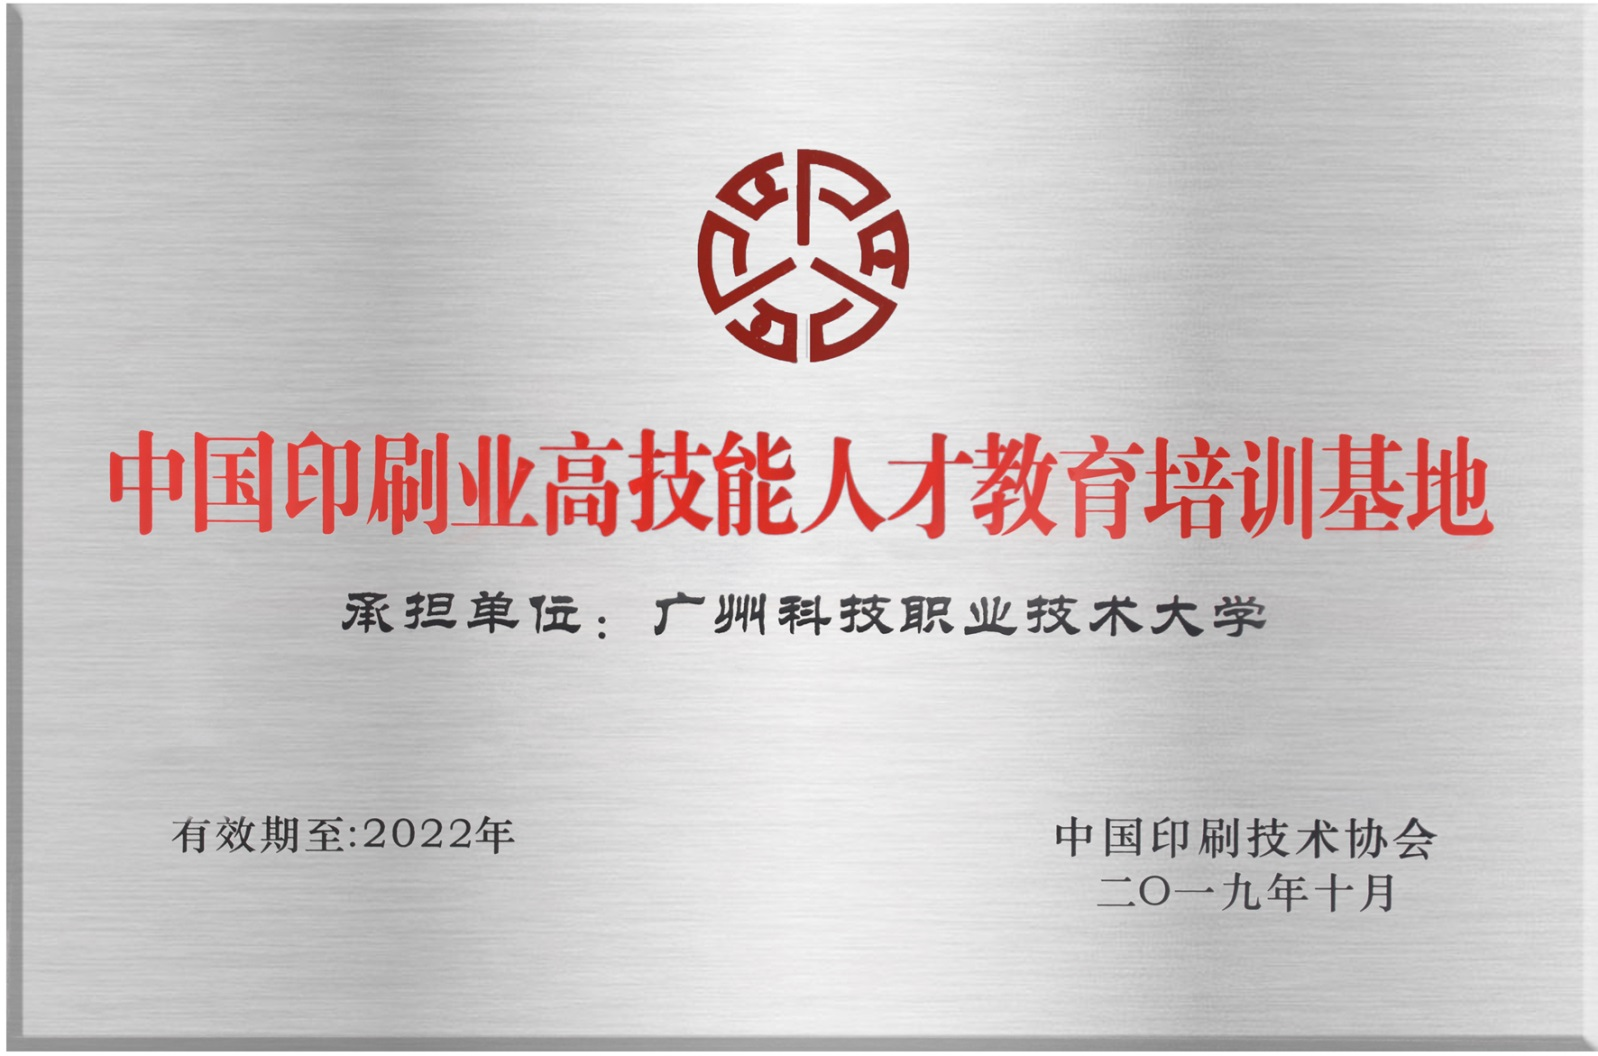 中国印刷业高技能人才教育培训基地
承担单位：广州科技职业技术大学
有效期至:2022年
中国印刷技术协会
二〇一九年十月